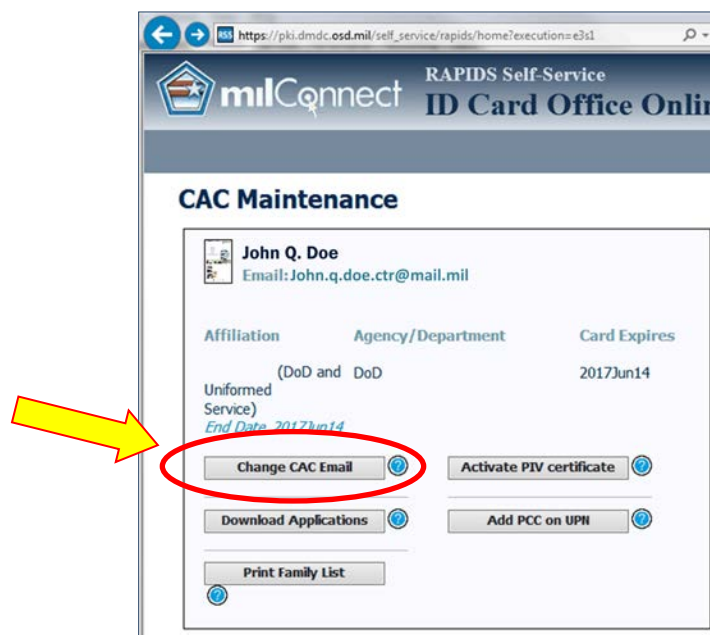 https://pki.dmdc.osd.mil/self_service/rapids/home?execution=e3s1
milConnect
RAPIDS Self-Service
ID Card Office Onlin
CAC Maintenance
John Q. Doe
Email:John.q.doe.ctr@mail.mil
Affiliation Agency/Department Card Expires
(DoD and DoD 2017Jun14
Uniformed
Service)
End Date 2017Jun14
Change CAC Email ? Activate PIV certificate ?
Download Applications ? Add PCC on UPN ?
Print Family List
?